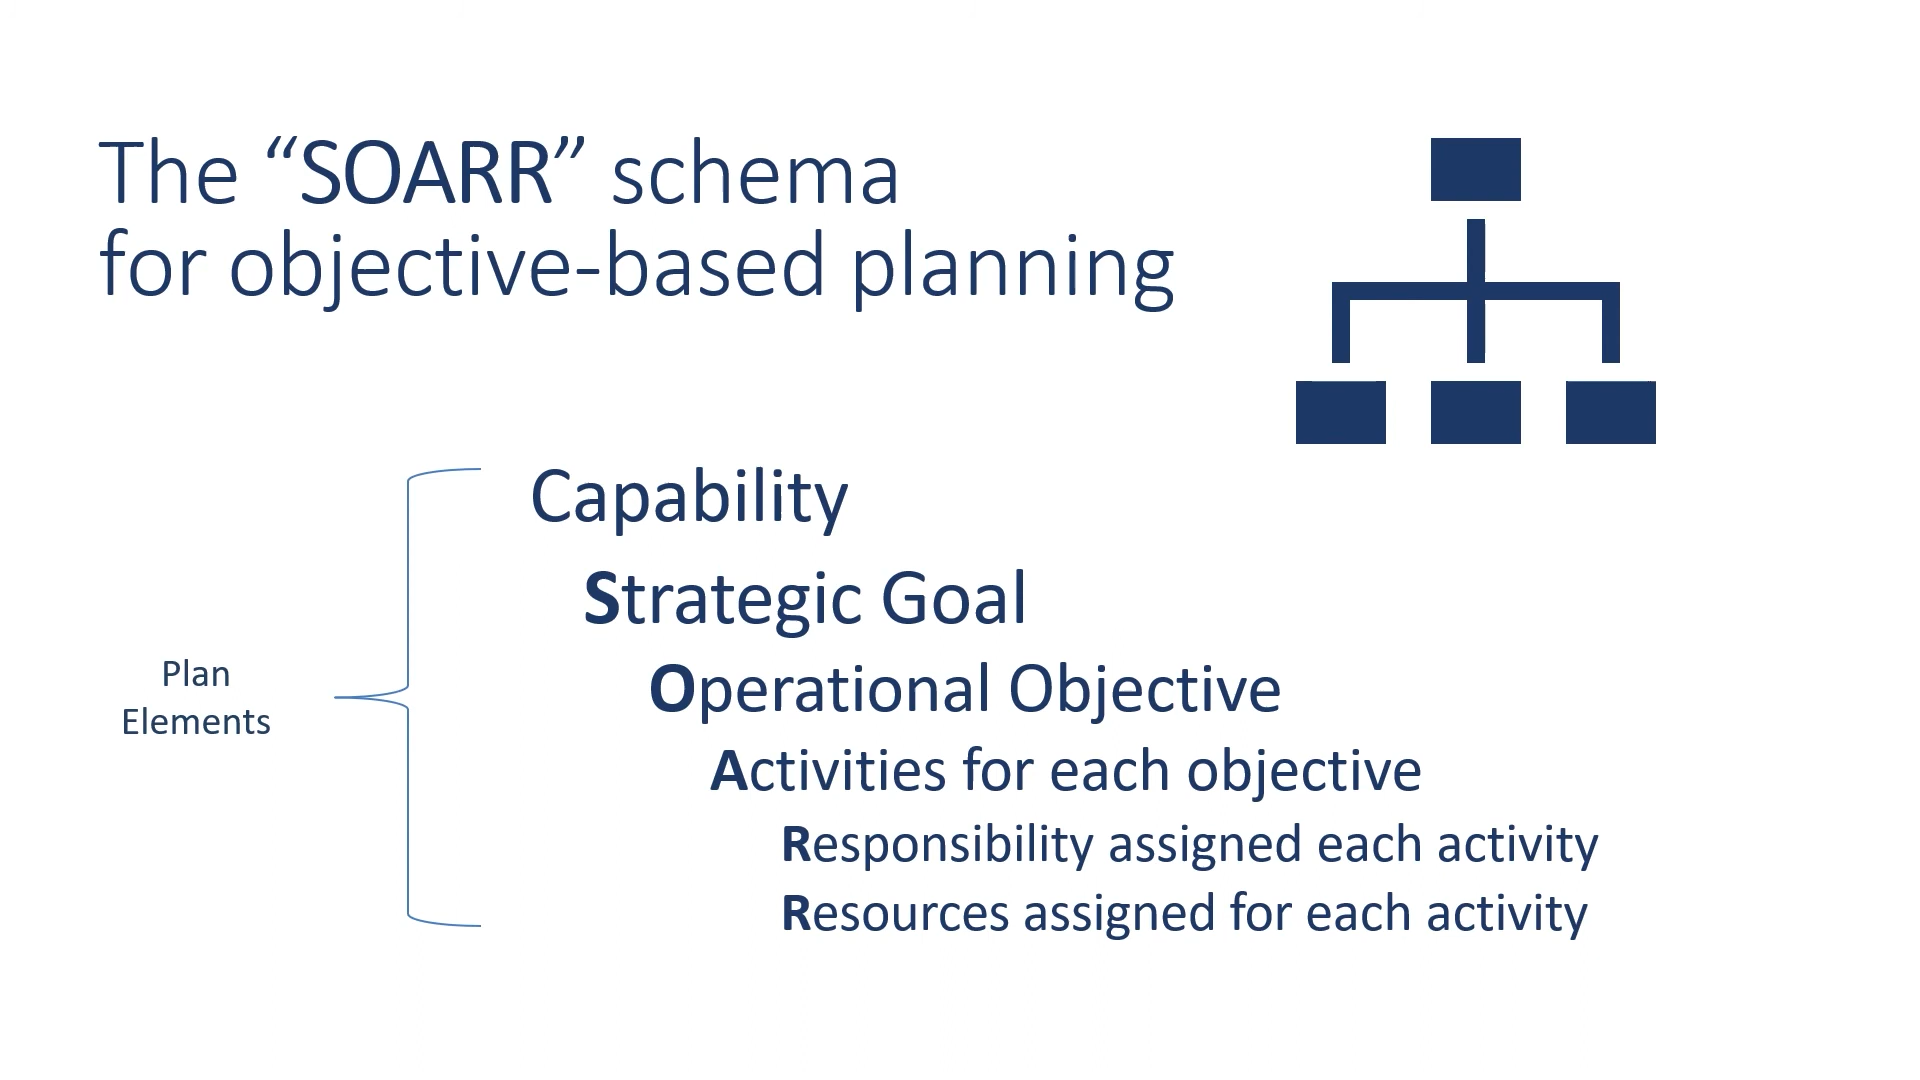 The “SOARR” schema
for objective-based planning
Capability
Strategic Goal
Operational Objective
Activities for each objective
Responsibility assigned each activity
Resources assigned for each activity
Plan
Elements